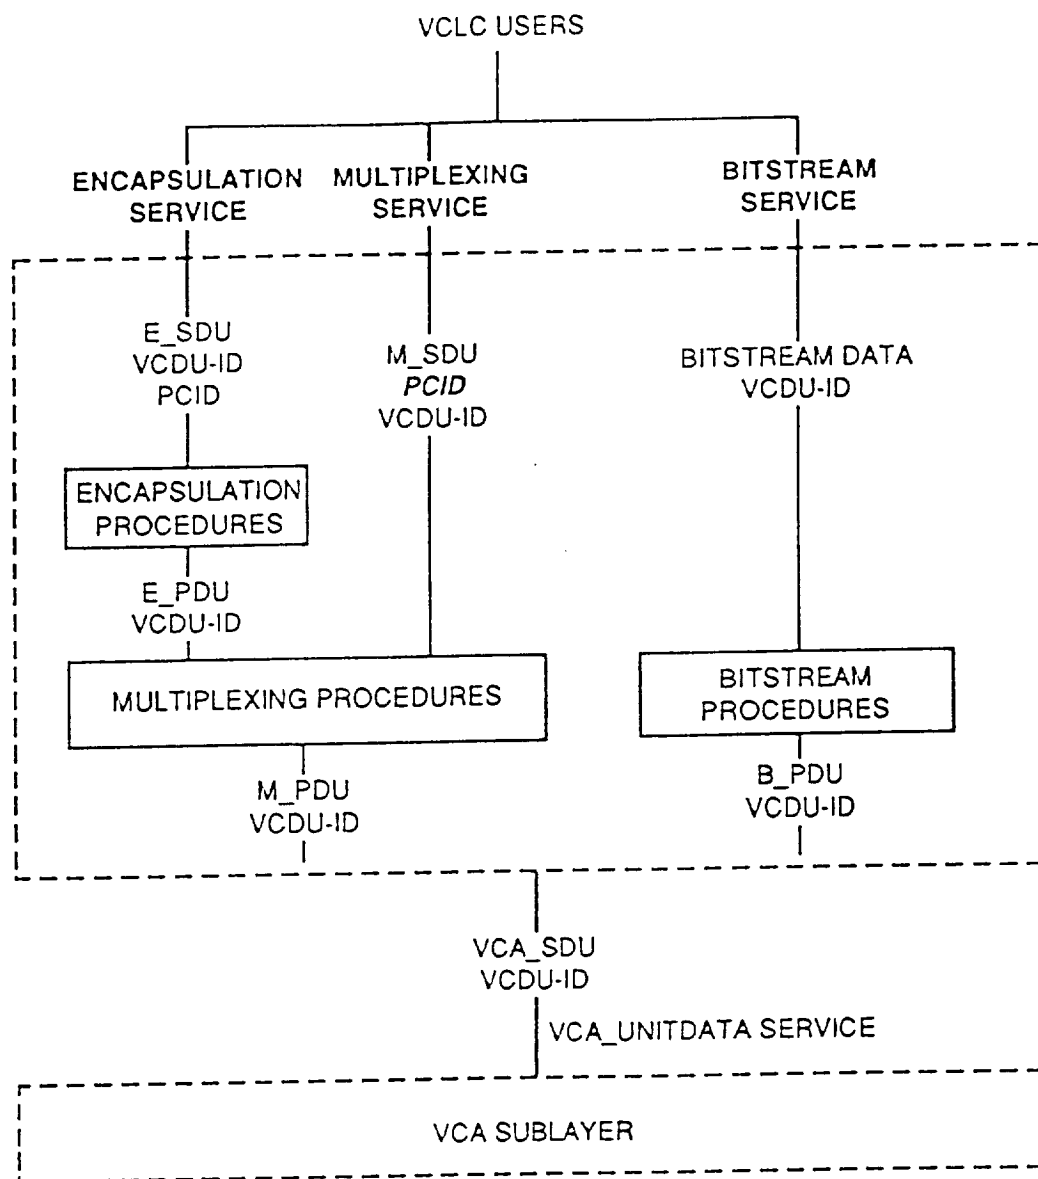 VCLC USERS
ENCAPSULATION
SERVICE
MULTIPLEXING
SERVICE
BITSTREAM
SERVICE
E_SDU
VCDU-ID
PCID
M_SDU
PCID
VCDU-ID
BITSTREAM DATA
VCDU-ID
ENCAPSULATION
PROCEDURES
E_PDU
VCDU-ID
MULTIPLEXING PROCEDURES
BITSTREAM
PROCEDURES
M_PDU
VCDU-ID
B_PDU
VCDU-ID
VCA_SDU
VCDU-ID
VCA_UNITDATA SERVICE
VCA SUBLAYER